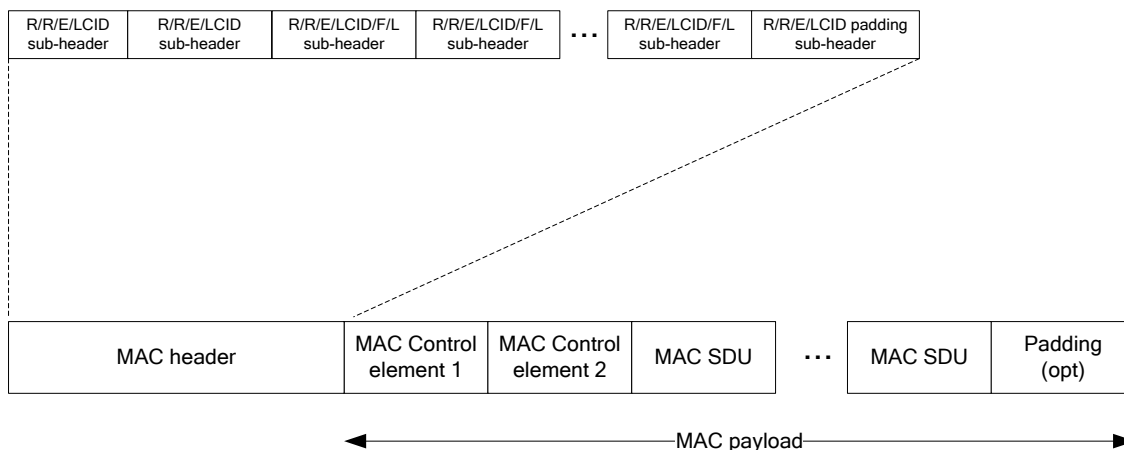 R/R/E/LCID R/R/E/LCID R/R/E/LCID/F/L R/R/E/LCID/F/L R/R/E/LCID/F/L R/R/E/LCID padding
sub-header sub-header sub-header sub-header ... sub-header sub-header
MAC header MAC Control MAC Control MAC SDU ... MAC SDU Padding
element 1 element 2 (opt)
MAC payload